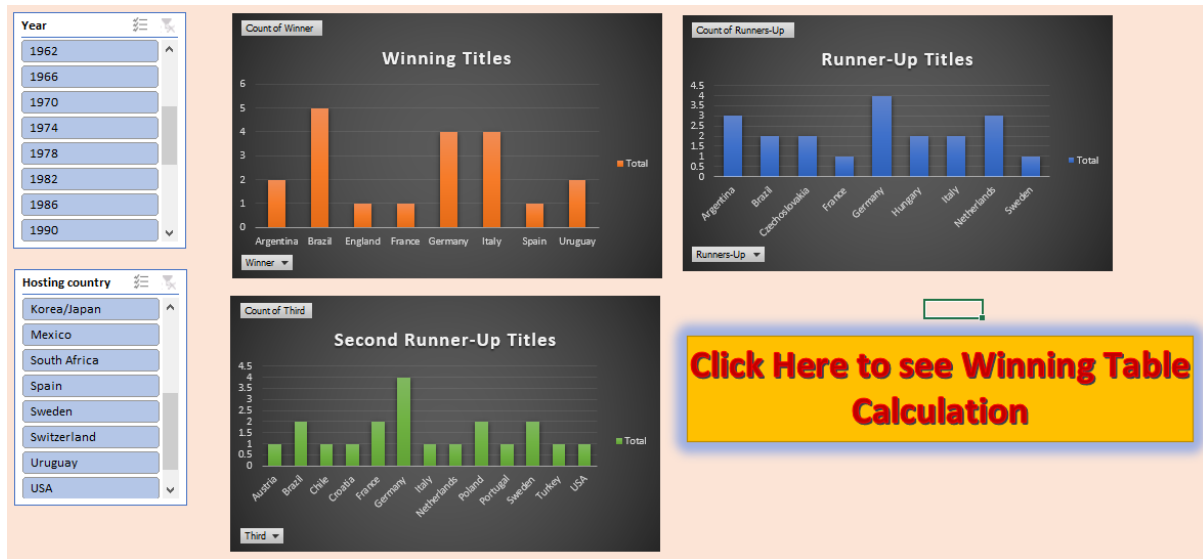 Year
1962
1966
1970
1974
1978
1982
1986
1990
Hosting country
Korea/Japan
Mexico
South Africa
Spain
Sweden
Switzerland
Uruguay
USA
Count of Winner
Winning Titles
6
5
4
3
2
1
0
Argentina Brazil England France Germany Italy Spain Uruguay
Total
Winner
Count of Runners-Up
Runner-Up Titles
4.5
4
3.5
3
2.5
2
1.5
1
0.5
0
Argentina Brazil Czechoslovakia France Germany Hungary Italy Netherlands Sweden
Total
Runners-Up
Count of Third
Second Runner-Up Titles
4.5
4
3.5
3
2.5
2
1.5
1
0.5
0
Austria Brazil Chile Croatia France Germany Italy Netherlands Poland Portugal Sweden Turkey USA
Total
Third
Click Here to see Winning Table
Calculation